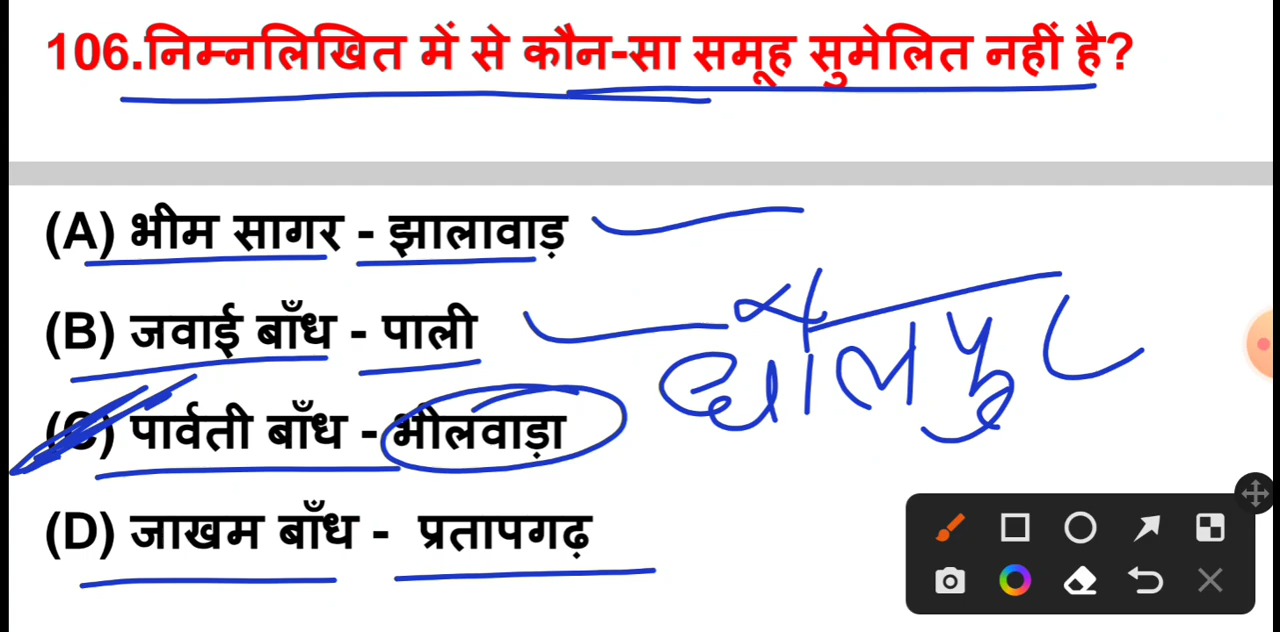 106.निम्नलिखित में से कौन-सा समूह सुमेलित नहीं है?
(A) भीम सागर - झालावाड़
(B) जवाई बाँध - पाली
धौलपुर
(C) पार्वती बाँध - भीलवाड़ा
(D) जाखम बाँध - प्रतापगढ़